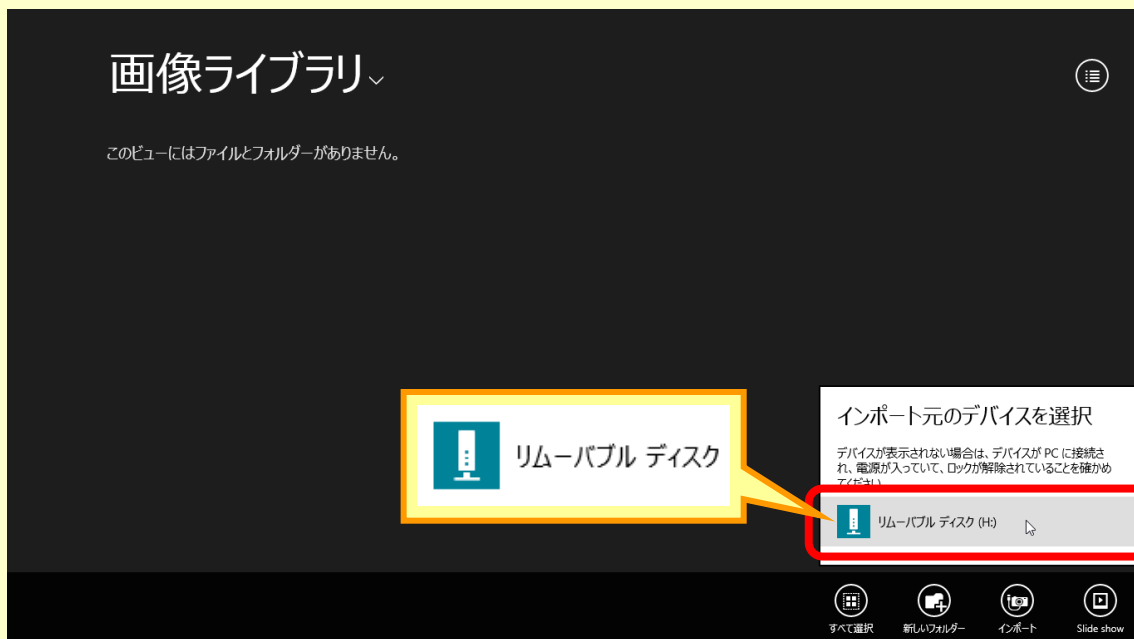 画像ライブラリ
このビューにはファイルとフォルダーがありません。
リムーバブル ディスク
インポート元のデバイスを選択
デバイスが表示されない場合は、デバイスが PC に接続さ
れ、電源が入っていて、ロックが解除されていることを確かめ
てください
リムーバブル ディスク (H:)
すべて選択
新しいフォルダー
インポート
Slide show